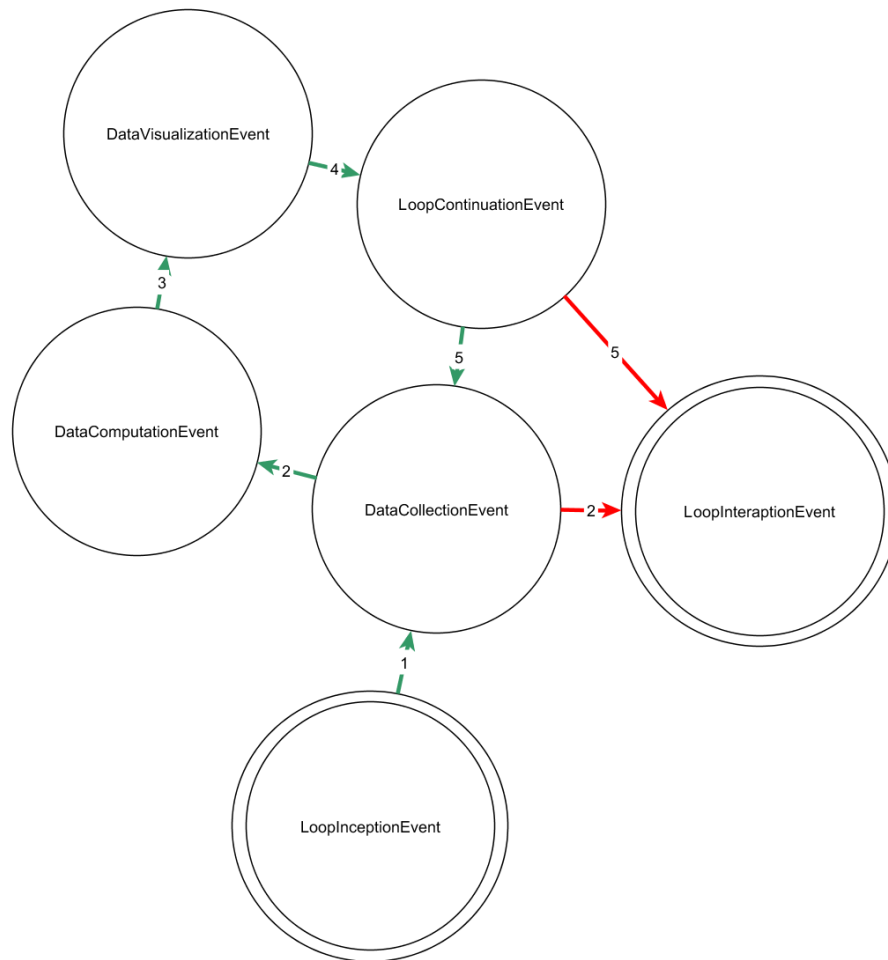 DataVisualizationEvent
4
LoopContinuationEvent
3
5
5
DataComputationEvent
2
DataCollectionEvent
2
LoopInteraptionEvent
1
LoopInceptionEvent